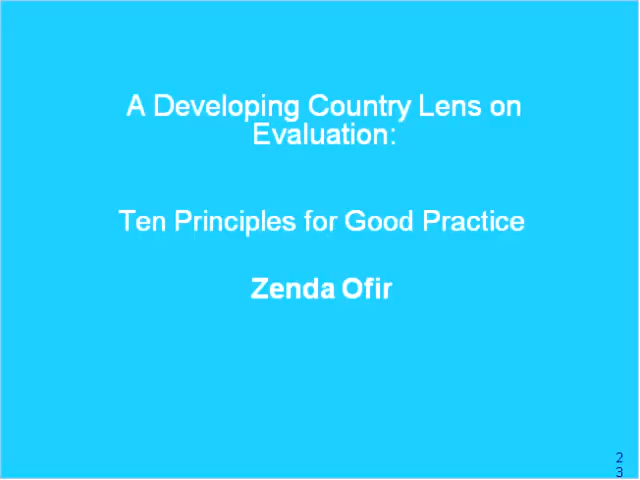 A Developing Country Lens on
Evaluation:
Ten Principles for Good Practice
Zenda Ofir
2
3